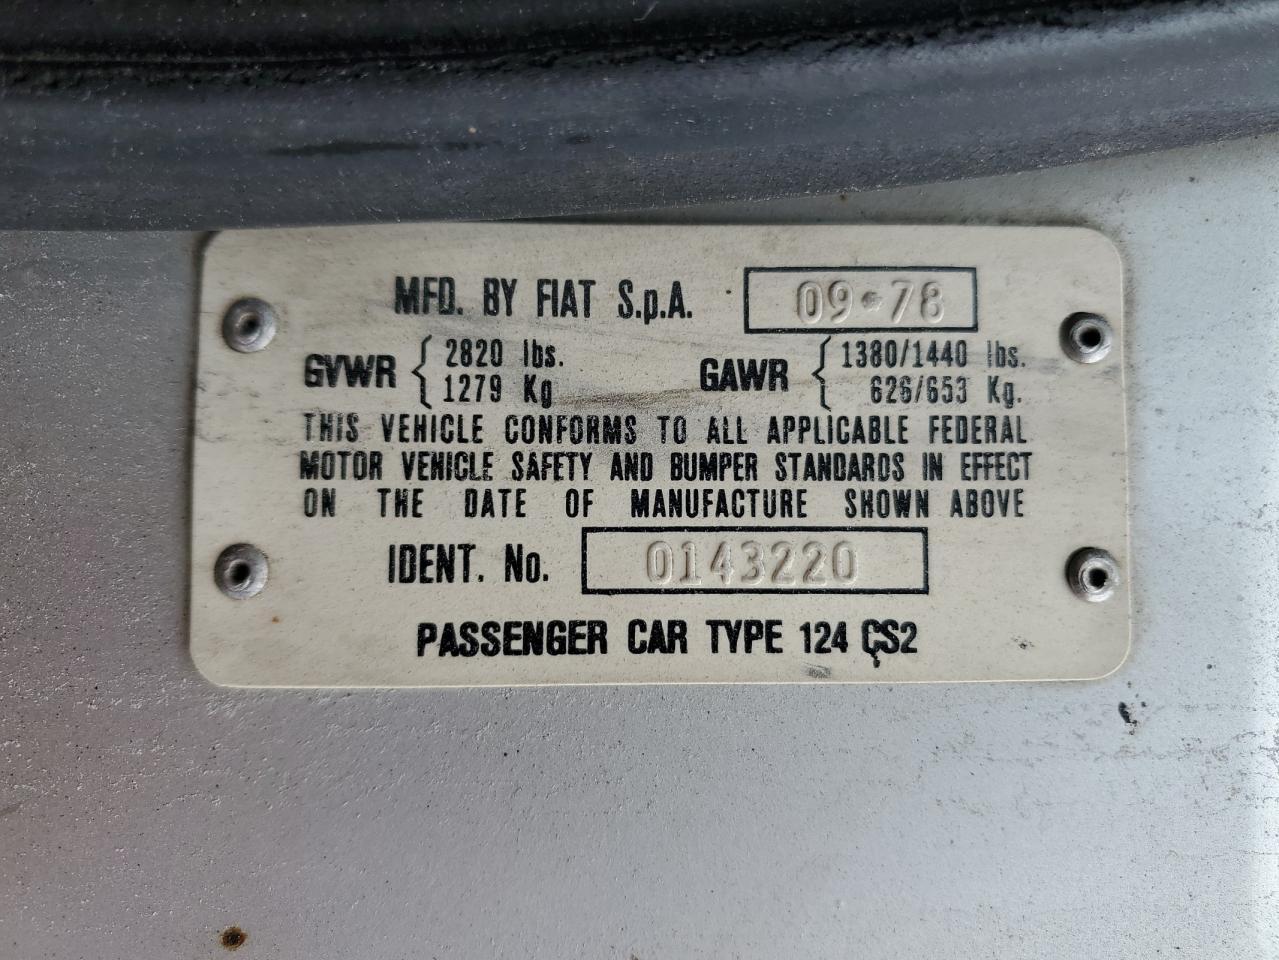 MFD. BY FIAT S.p.A. 09•78
GVWR { 2820 lbs. GAWR { 1380/1440 lbs.
1279 Kg 626/653 Kg.
THIS VEHICLE CONFORMS TO ALL APPLICABLE FEDERAL
MOTOR VEHICLE SAFETY AND BUMPER STANDARDS IN EFFECT
ON THE DATE OF MANUFACTURE SHOWN ABOVE
IDENT. No. 0143220
PASSENGER CAR TYPE 124 CS2